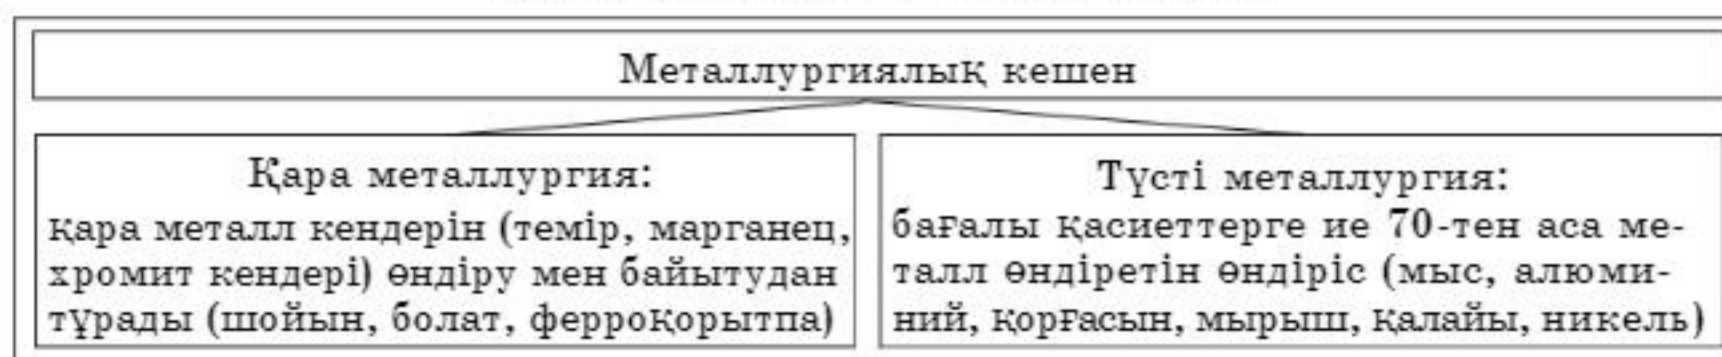 Металлургиялық кешен
Қара металлургия:
қара металл кендерін (темір, марганец,
хромит кендері) өндіру мен байытудан
тұрады (шойын, болат, ферроқорытпа)
Түсті металлургия:
бағалы қасиеттерге ие 70-тен аса ме-
талл өндіретін өндіріс (мыс, алюми-
ний, қорғасын, мырыш, қалайы, никель)